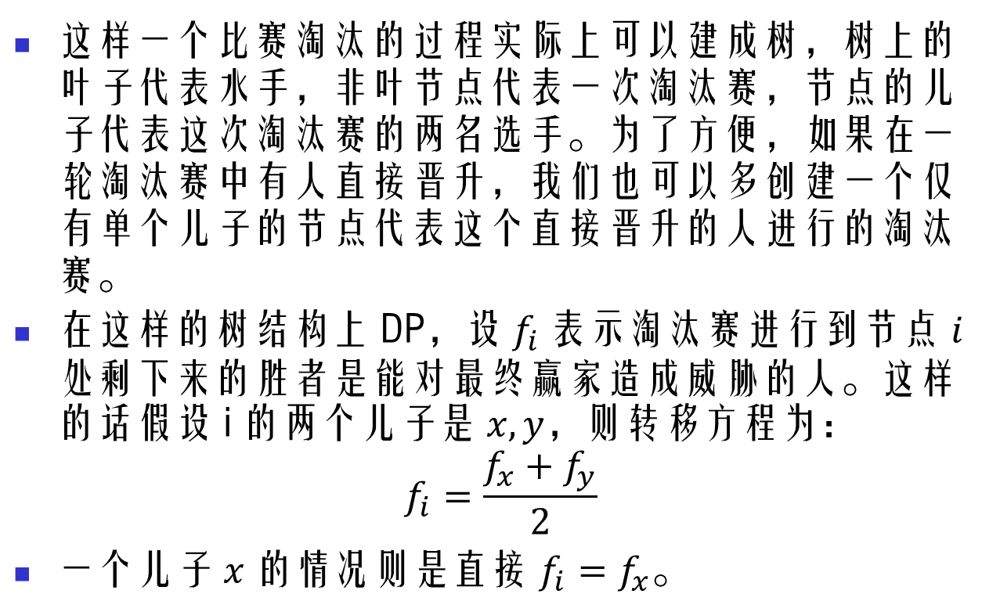 ■ 这样一个比赛淘汰的过程实际上可以建成树，树上的
叶子代表水手，非叶节点代表一次淘汰赛，节点的儿
子代表这次淘汰赛的两名选手。为了方便，如果在一
轮淘汰赛中有人直接晋升，我们也可以多创建一个仅
有单个儿子的节点代表这个直接晋升的人进行的淘汰
赛。
■ 在这样的树结构上 DP，设 f_i 表示淘汰赛进行到节点 i
处剩下来的胜者是能对最终赢家造成威胁的人。这样
的话假设 i 的两个儿子是 x, y，则转移方程为：
f_i = (f_x + f_y) / 2
■ 一个儿子 x 的情况则是直接 f_i = f_x。